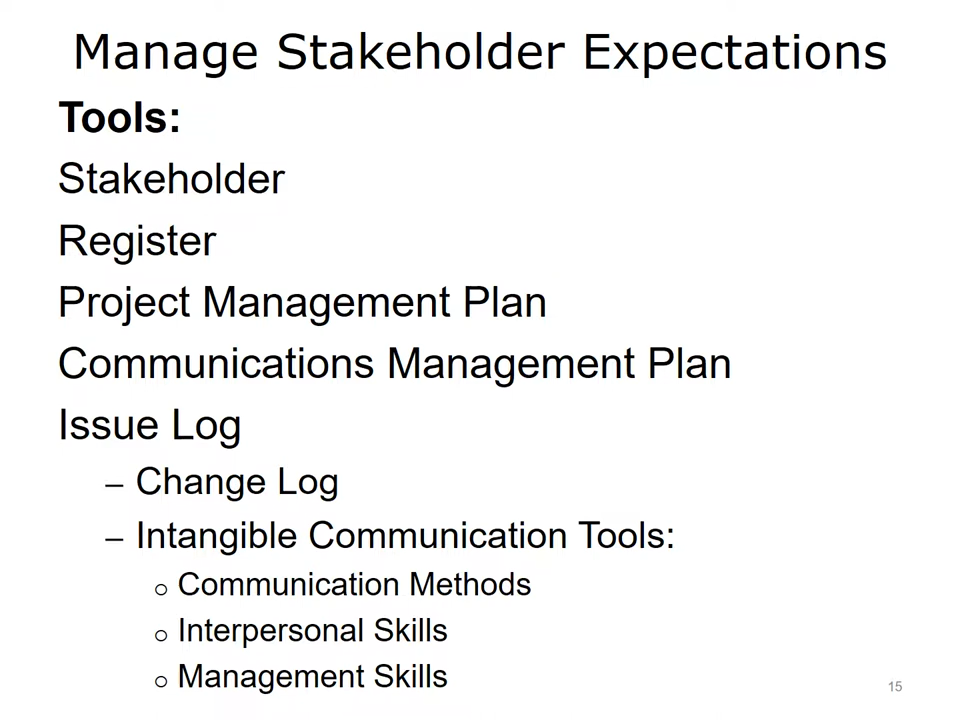 Manage Stakeholder Expectations
Tools:
Stakeholder
Register
Project Management Plan
Communications Management Plan
Issue Log
– Change Log
– Intangible Communication Tools:
o Communication Methods
o Interpersonal Skills
o Management Skills
15